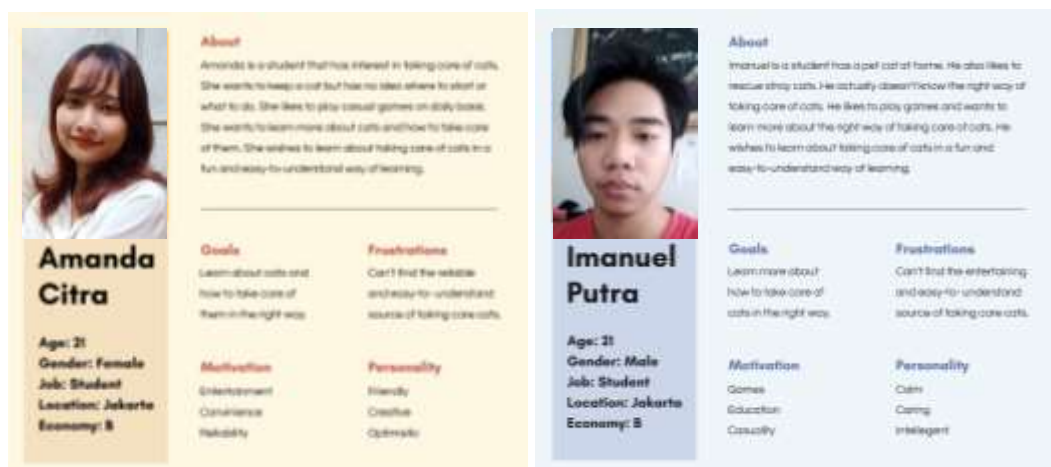 About
Amanda is a student that has interest in taking care of cats.
She wants to keep a cat but has no idea where to start or
what to do. She likes to play casual games on daily basis.
She wants to learn more about cats and how to take care
of them. She wishes to learn about taking care of cats in a
fun and easy-to-understand way of learning.
Amanda
Citra
Age: 21
Gender: Female
Job: Student
Location: Jakarta
Economy: B
Goals
Learn about cats and
how to take care of
them in the right way.
Frustrations
Can't find the reliable
and easy-to- understand
source of taking care cats.
Motivation
Entertainment
Convinience
Reliability
Personality
Friendly
Creative
Optimistic
About
Imanuel is a student has a pet cat at home. He also likes to
rescue stray cats. He actually doesn't know the right way of
taking care of cats. He likes to play games and wants to
learn more about the right way of taking care of cats. He
wishes to learn about taking care of cats in a fun and
easy-to-understand way of learning.
Imanuel
Putra
Age: 21
Gender: Male
Job: Student
Location: Jakarta
Economy: B
Goals
Learn more about
how to take care of
cats in the right way.
Frustrations
Can't find the entertaining
and easy-to- understand
source of taking care cats.
Motivation
Games
Education
Casuality
Personality
Calm
Caring
Intellegent